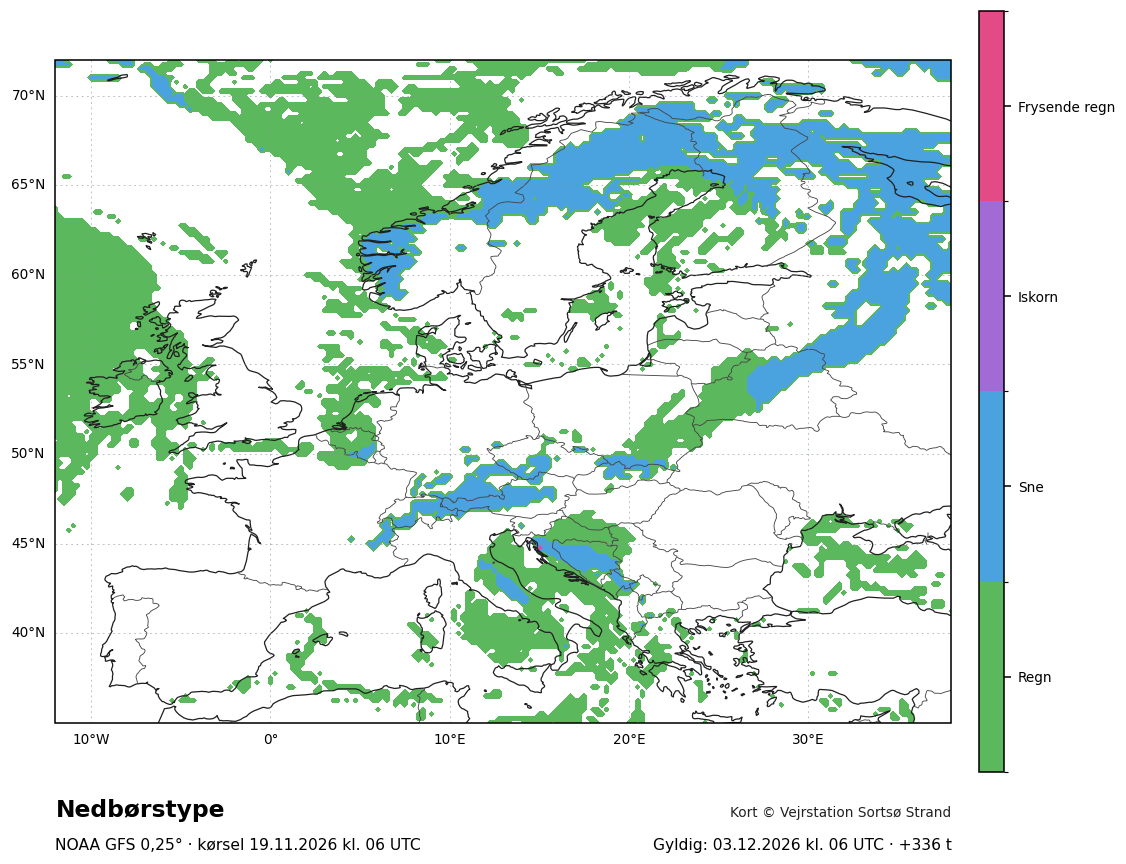 70°N
65°N
60°N
55°N
50°N
45°N
40°N
10°W
0°
10°E
20°E
30°E
Frysende regn
Iskorn
Sne
Regn
Nedbørstype
Kort © Vejrstation Sortsø Strand
NOAA GFS 0,25° · kørsel 19.11.2026 kl. 06 UTC
Gyldig: 03.12.2026 kl. 06 UTC · +336 t